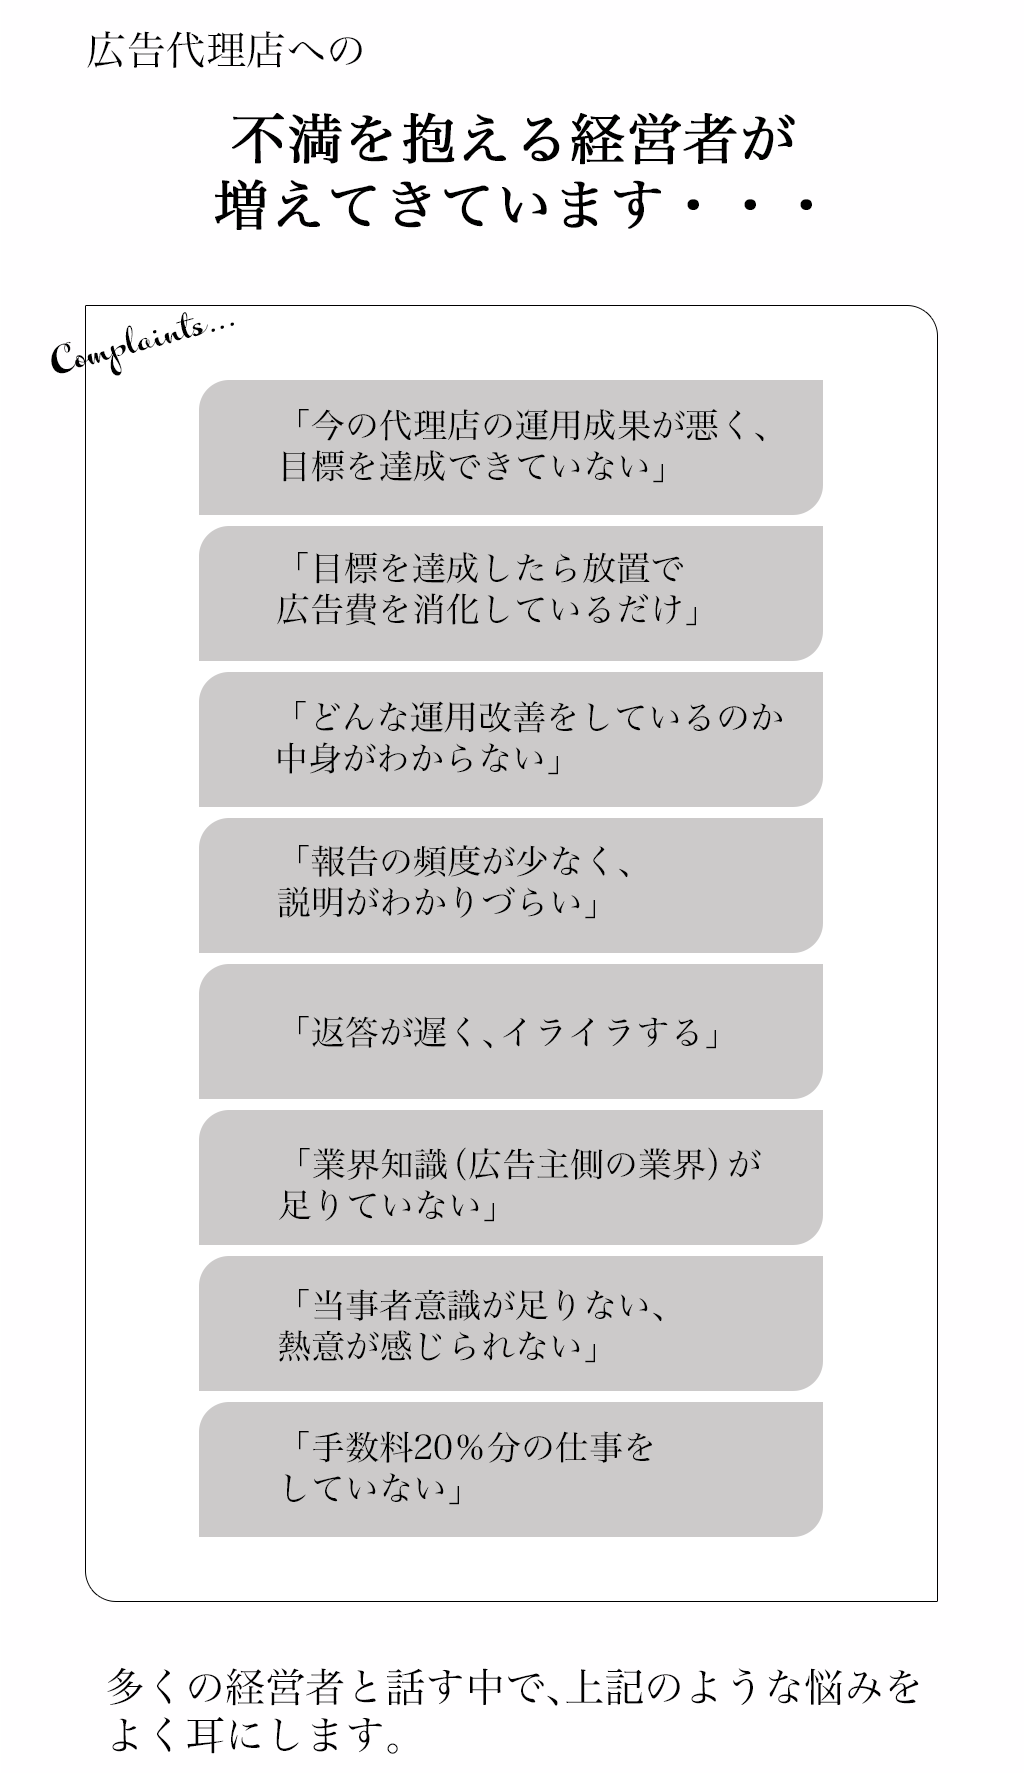 広告代理店への
不満を抱える経営者が
増えてきています・・・
Complaints...
「今の代理店の運用成果が悪く、
目標を達成できていない」
「目標を達成したら放置で
広告費を消化しているだけ」
「どんな運用改善をしているのか
中身がわからない」
「報告の頻度が少なく、
説明がわかりづらい」
「返答が遅く、イライラする」
「業界知識(広告主側の業界)が
足りていない」
「当事者意識が足りない、
熱意が感じられない」
「手数料20%分の仕事を
していない」
多くの経営者と話す中で、上記のような悩みを
よく耳にします。